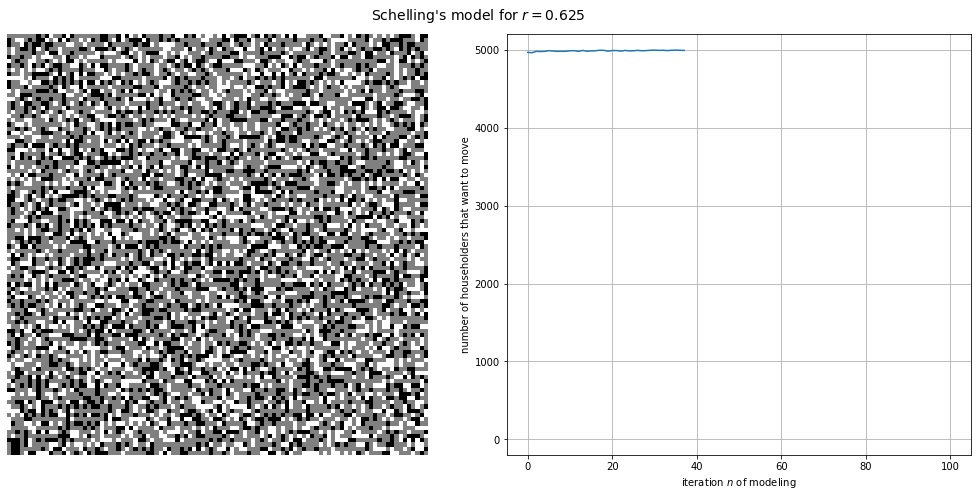 Schelling's model for r = 0.625
number of householders that want to move
5000
4000
3000
2000
1000
0
0 20 40 60 80 100
iteration n of modeling